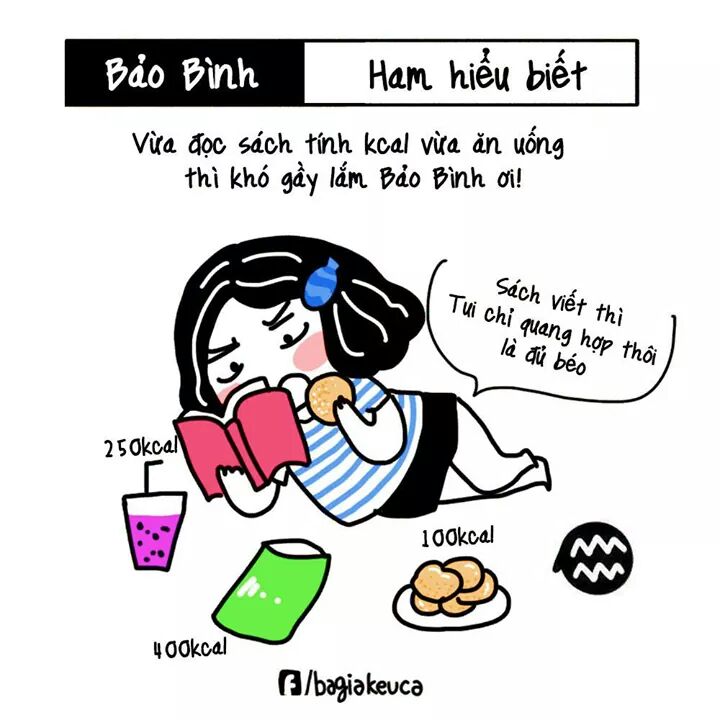 Bảo Bình
Ham hiểu biết
Vừa đọc sách tính kcal vừa ăn uống
thì khó gầy lắm Bảo Bình ơi!
Sách viết thì
Tui chỉ quang hợp thôi
là đủ béo
250kcal
100kcal
400kcal
f/bagiakeuca